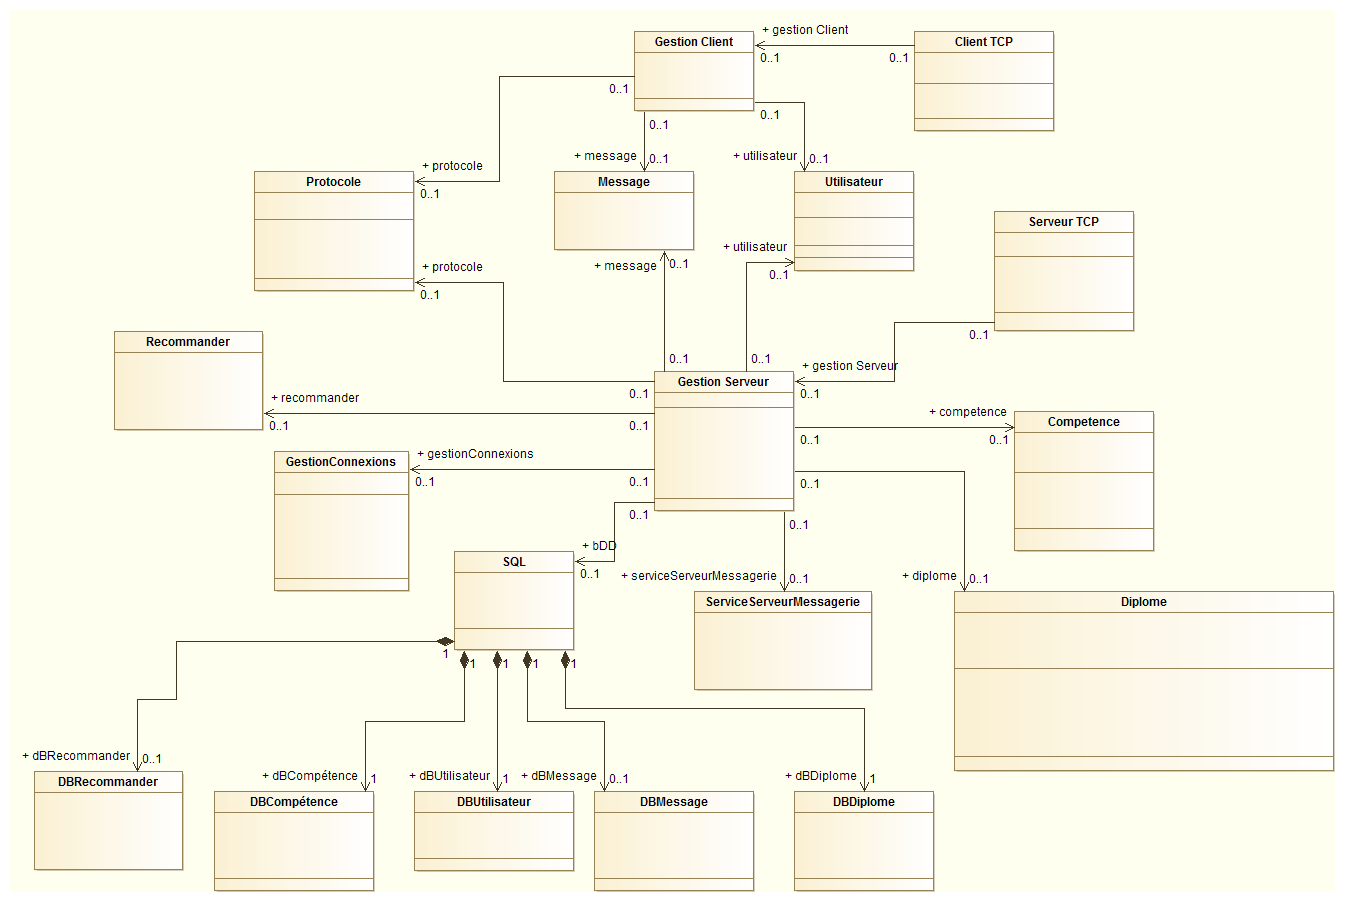 + gestion Client
Gestion Client
Client TCP
0..1
0..1
0..1
0..1
0..1
+ message
0..1
+ utilisateur
0..1
+ protocole
0..1
Protocole
Message
Utilisateur
Serveur TCP
+ utilisateur
0..1
+ message
0..1
+ protocole
0..1
0..1
Recommander
0..1
0..1
+ gestion Serveur
0..1
Gestion Serveur
0..1
+ recommander
0..1
0..1
+ competence
0..1
0..1
Competence
+ gestionConnexions
0..1
0..1
GestionConnexions
0..1
0..1
0..1
+ bDD
0..1
SQL
+ serviceServeurMessagerie
0..1
+ diplome
0..1
ServiceServeurMessagerie
Diplome
1
1
1
1
1
+ dBRecommander
0..1
+ dBCompétence
1
+ dBUtilisateur
1
+ dBMessage
0..1
+ dBDiplome
1
DBRecommander
DBCompétence
DBUtilisateur
DBMessage
DBDiplome